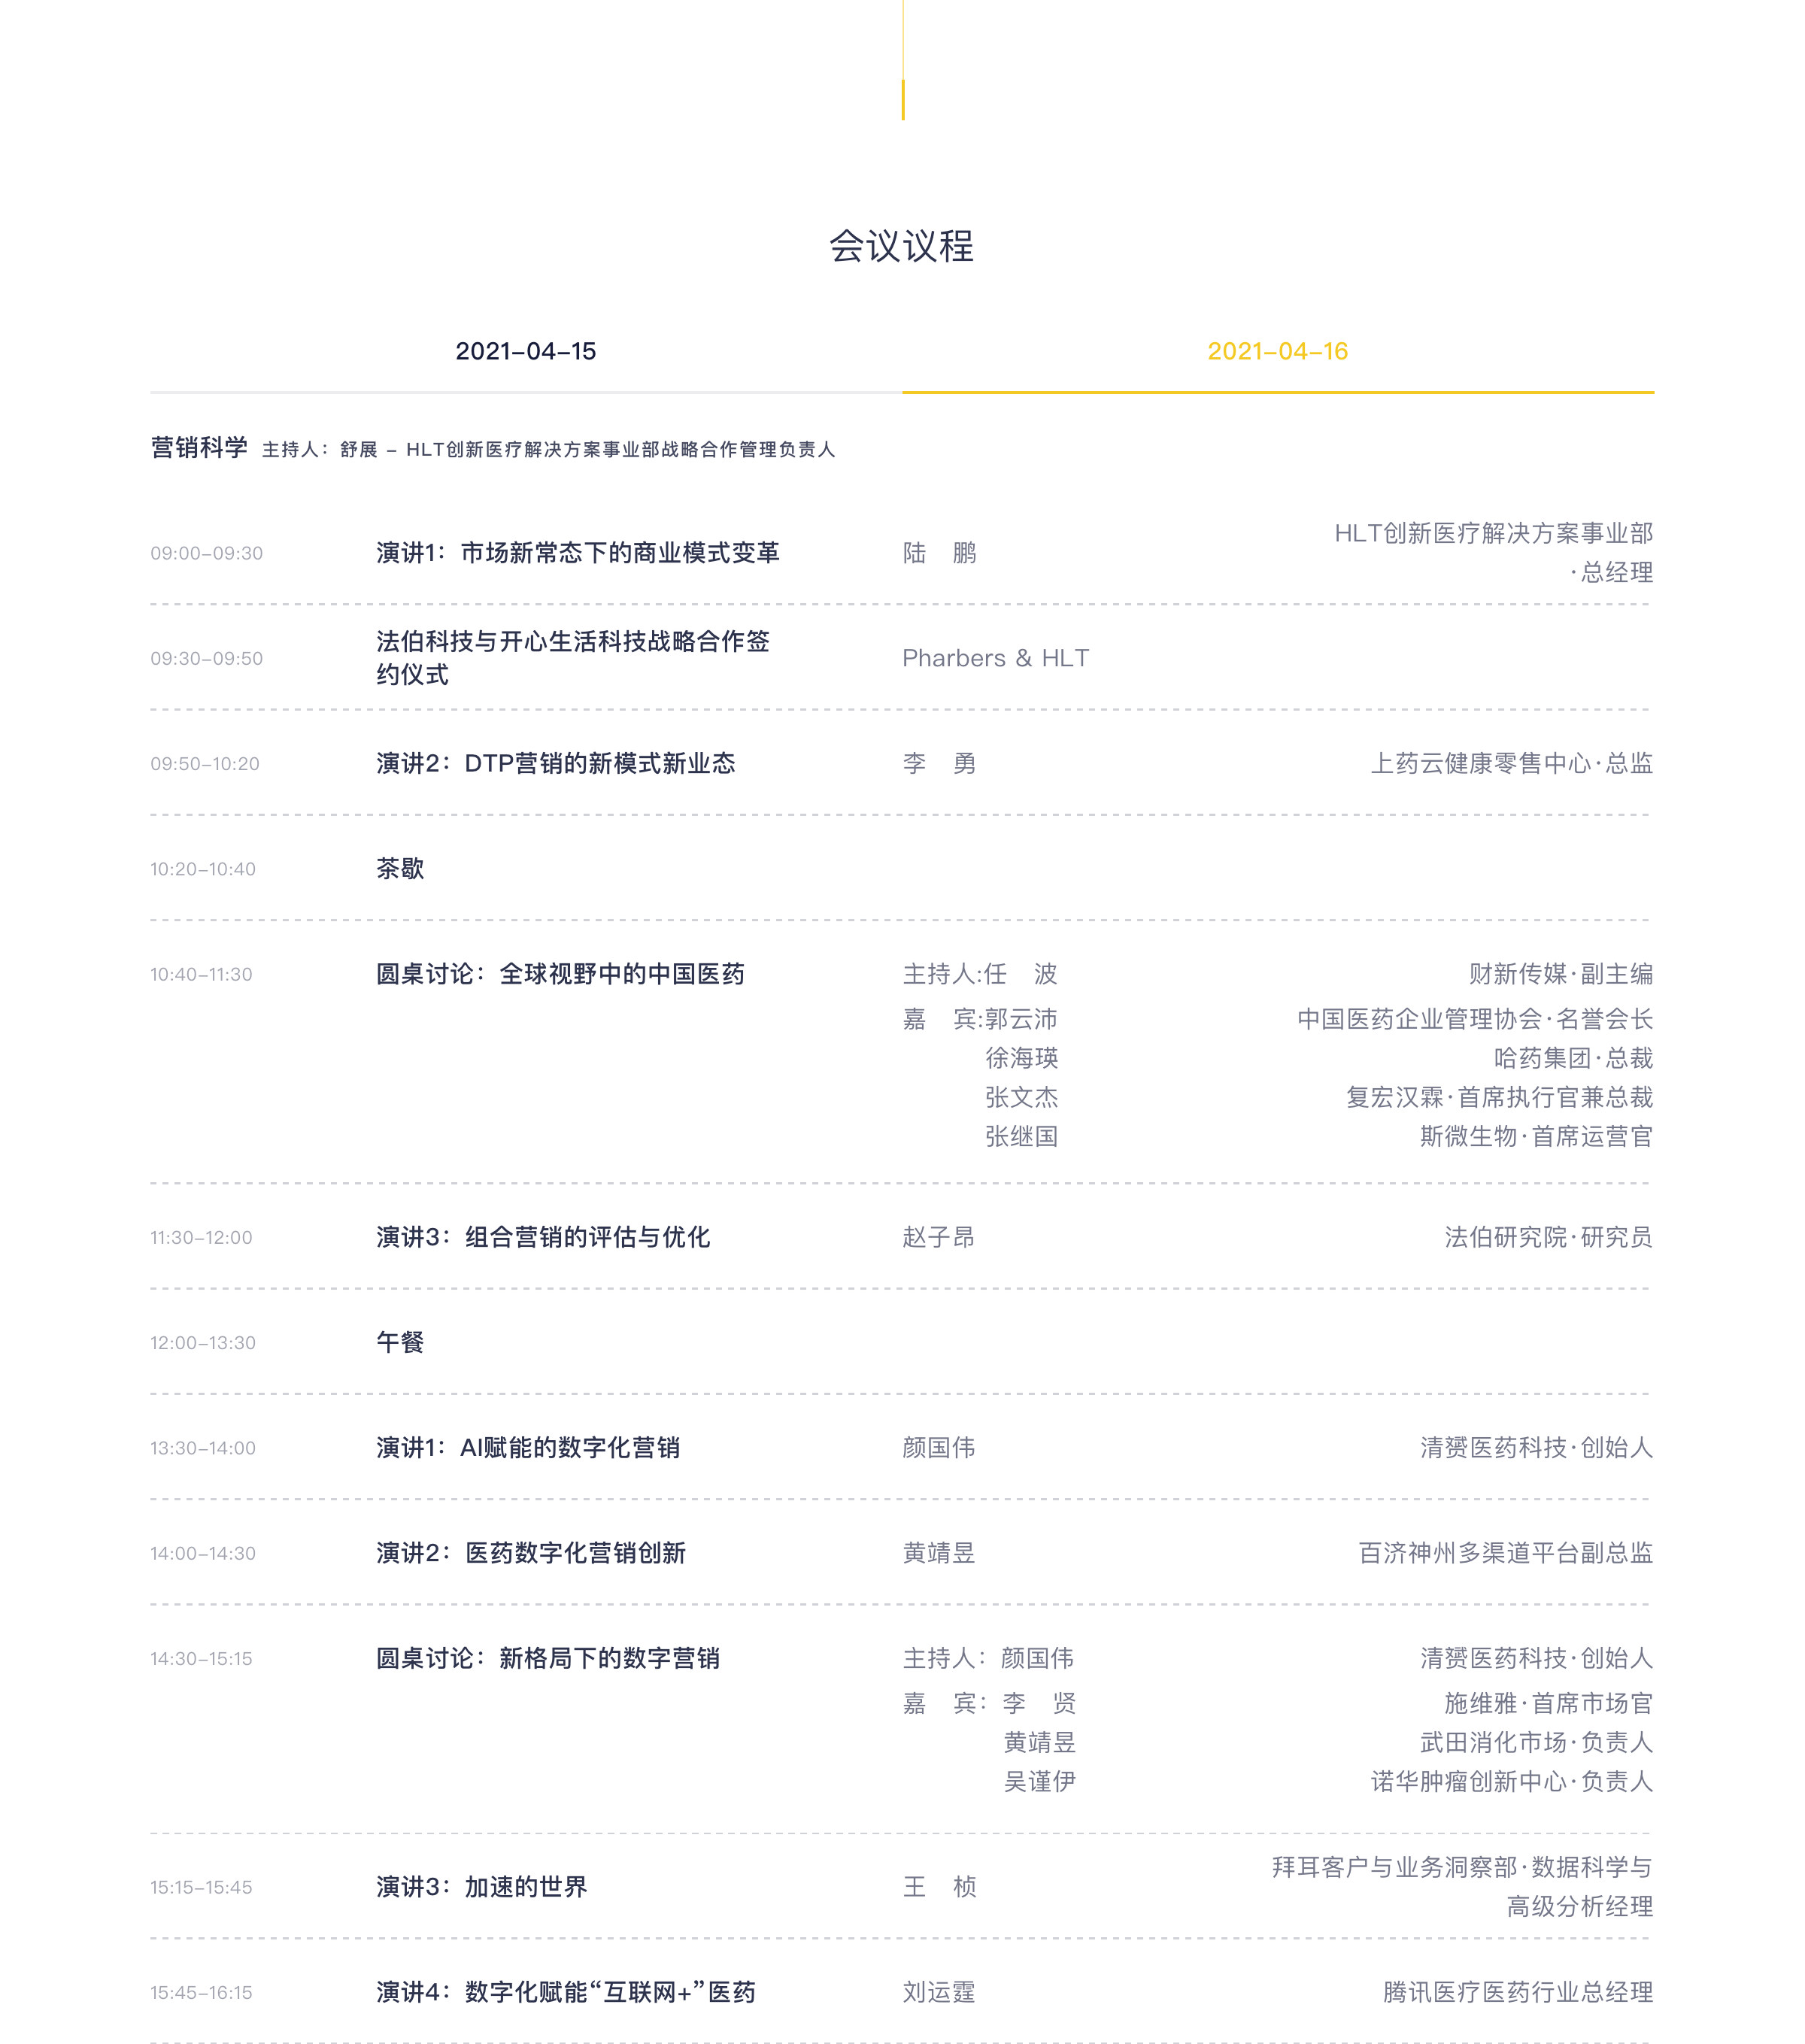 会议议程
2021-04-15
2021-04-16
营销科学 主持人：舒展 - HLT创新医疗解决方案事业部战略合作管理负责人
09:00-09:30 演讲1：市场新常态下的商业模式变革 陆　鹏 HLT创新医疗解决方案事业部
·总经理
09:30-09:50 法伯科技与开心生活科技战略合作签
约仪式 Pharbers & HLT
09:50-10:20 演讲2：DTP营销的新模式新业态 李　勇 上药云健康零售中心·总监
10:20-10:40 茶歇
10:40-11:30 圆桌讨论：全球视野中的中国医药 主持人:任　波 财新传媒·副主编
嘉　宾:郭云沛 中国医药企业管理协会·名誉会长
徐海瑛 哈药集团·总裁
张文杰 复宏汉霖·首席执行官兼总裁
张继国 斯微生物·首席运营官
11:30-12:00 演讲3：组合营销的评估与优化 赵子昂 法伯研究院·研究员
12:00-13:30 午餐
13:30-14:00 演讲1：AI赋能的数字化营销 颜国伟 清赟医药科技·创始人
14:00-14:30 演讲2：医药数字化营销创新 黄靖昱 百济神州多渠道平台副总监
14:30-15:15 圆桌讨论：新格局下的数字营销 主持人：颜国伟 清赟医药科技·创始人
嘉　宾：李　贤 施维雅·首席市场官
黄靖昱 武田消化市场·负责人
吴谨伊 诺华肿瘤创新中心·负责人
15:15-15:45 演讲3：加速的世界 王　桢 拜耳客户与业务洞察部·数据科学与
高级分析经理
15:45-16:15 演讲4：数字化赋能“互联网+”医药 刘运霆 腾讯医疗医药行业总经理